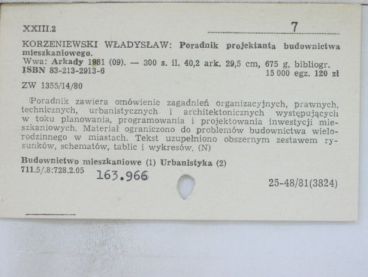 XXIII.2
7
KORZENIEWSKI WŁADYSŁAW: Poradnik projektanta budownictwa
mieszkaniowego.
Wwa: Arkady 1981 (09). — 300 s. il. 40,2 ark. 29,5 cm, 675 g. bibliogr.
ISBN 83-213-2913-6 15 000 egz. 120 zł
ZW 1355/14/80
Poradnik zawiera omówienie zagadnień organizacyjnych, prawnych,
technicznych, urbanistycznych i architektonicznych występujących
w toku planowania, programowania i projektowania inwestycji mie-
szkaniowych. Materiał ograniczono do problemów budownictwa wielo-
rodzinnego w miastach. Tekst uzupełniono obszernym zestawem ry-
sunków, schematów, tablic i wykresów. (N)
Budownictwo mieszkaniowe (1) Urbanistyka (2)
711.5/.8:728.2.05
163.966
25-48/81(3824)